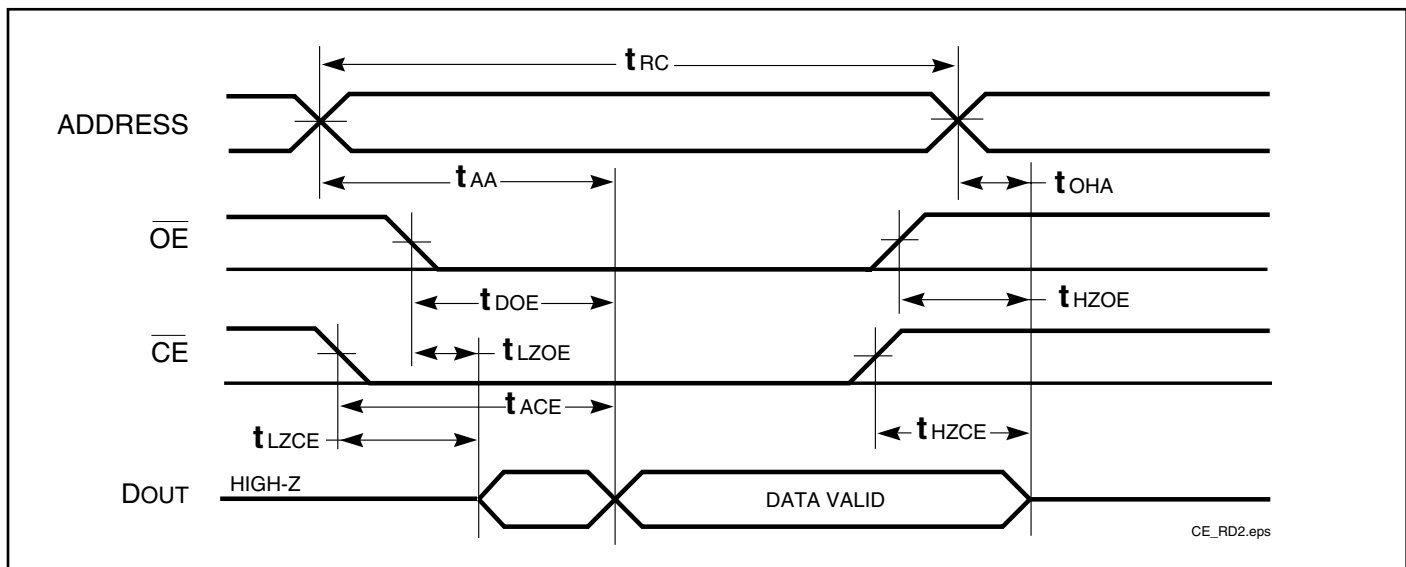 tRC
ADDRESS
tAA
tOHA
OE
tDOE
tHZOE
CE
tLZOE
tACE
tLZCE
tHZCE
DOUT
HIGH-Z
DATA VALID
CE_RD2.eps